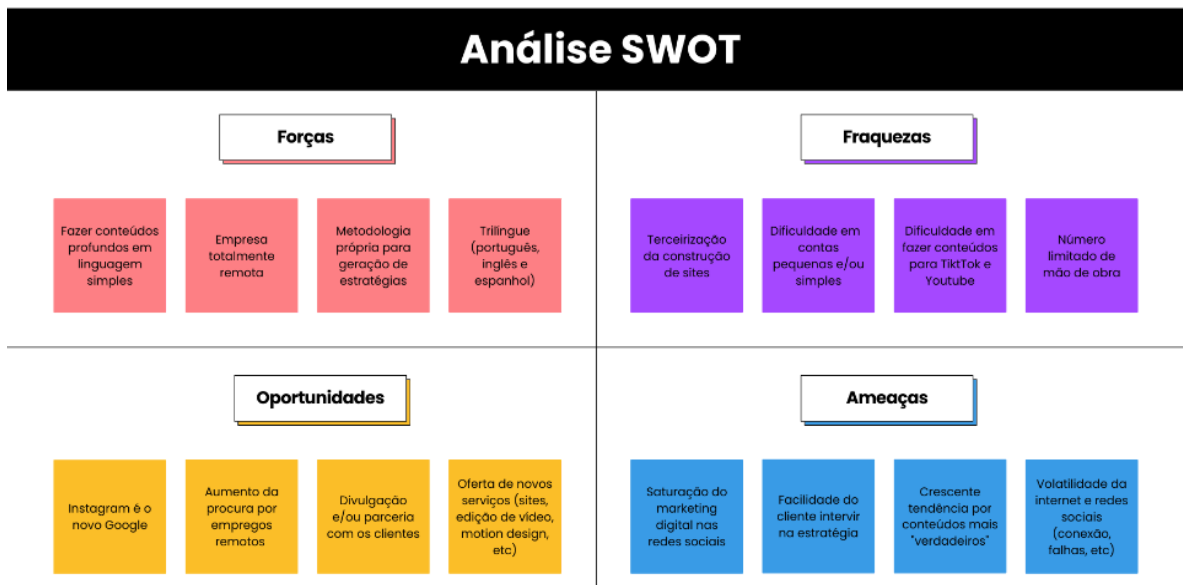 Análise SWOT
Forças
Fazer conteúdos
profundos em
linguagem
simples
Empresa
totalmente
remota
Metodologia
própria para
geração de
estratégias
Trilingue
(português,
inglês e
espanhol)
Fraquezas
Terceirização
da construção
de sites
Dificuldade em
contas
pequenas e/ou
simples
Dificuldade em
fazer conteúdos
para TiktTok e
Youtube
Número
limitado de
mão de obra
Oportunidades
Instagram é o
novo Google
Aumento da
procura por
empregos
remotos
Divulgação
e/ou parceria
com os clientes
Oferta de novos
serviços (sites,
edição de vídeo,
motion design,
etc)
Ameaças
Saturação do
marketing
digital nas
redes sociais
Facilidade do
cliente intervir
na estratégia
Crescente
tendência por
conteúdos mais
"verdadeiros"
Volatilidade da
internet e redes
sociais
(conexão,
falhas, etc)